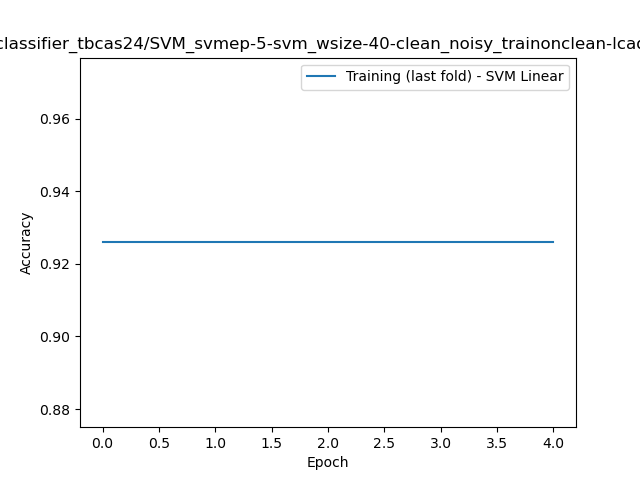 classifier_tbcas24/SVM_svmep-5-svm_wsize-40-clean_noisy_trainonclean-lcad
Training (last fold) - SVM Linear
0.96
0.94
0.92
0.90
0.88
Accuracy
0.0 0.5 1.0 1.5 2.0 2.5 3.0 3.5 4.0
Epoch